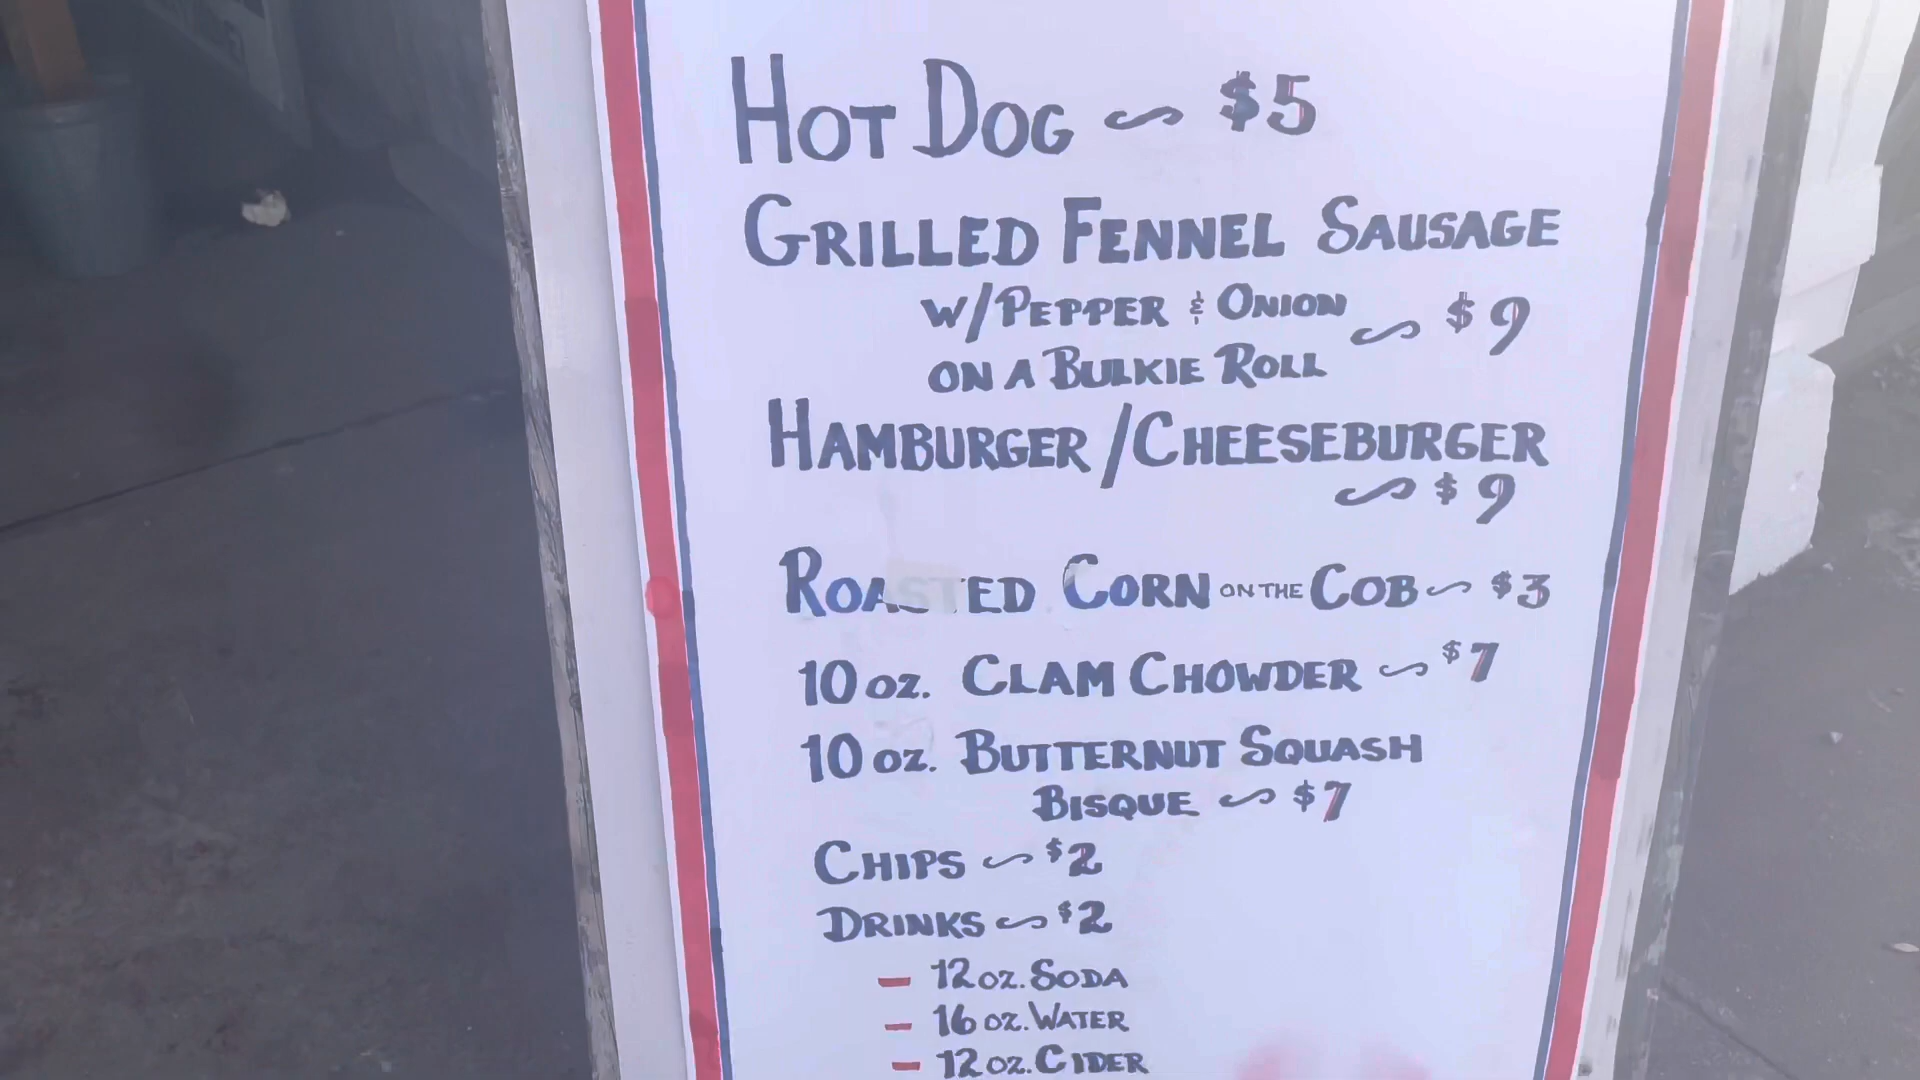 HOT DOG ~ $5
GRILLED FENNEL SAUSAGE
W/PEPPER & ONION
ON A BULKIE ROLL ~ $9
HAMBURGER/CHEESEBURGER
~ $9
ROASTED CORN ON THE COB ~ $3
10 OZ. CLAM CHOWDER ~ $7
10 OZ. BUTTERNUT SQUASH
BISQUE ~ $7
CHIPS ~ $2
DRINKS ~ $2
- 12 OZ. SODA
- 16 OZ. WATER
- 12 OZ. CIDER